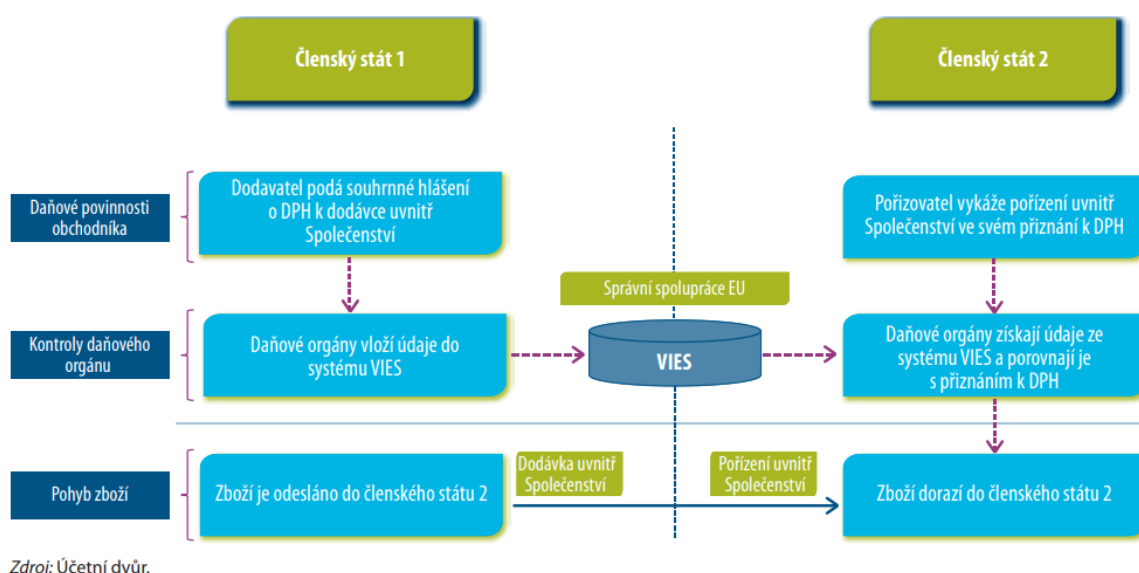 Členský stát 1
Členský stát 2
Daňové povinnosti
obchodníka
Dodavatel podá souhrnné hlášení
o DPH k dodávce uvnitř
Společenství
Pořizovatel vykáže pořízení uvnitř
Společenství ve svém přiznání k DPH
Správní spolupráce EU
Kontroly daňového
orgánu
Daňové orgány vloží údaje do
systému VIES
VIES
Daňové orgány získají údaje ze
systému VIES a porovnají je
s přiznáním k DPH
Pohyb zboží
Zboží je odesláno do členského státu 2
Dodávka uvnitř
Společenství
Pořízení uvnitř
Společenství
Zboží dorazí do členského státu 2
Zdroj: Účetní dvůr.